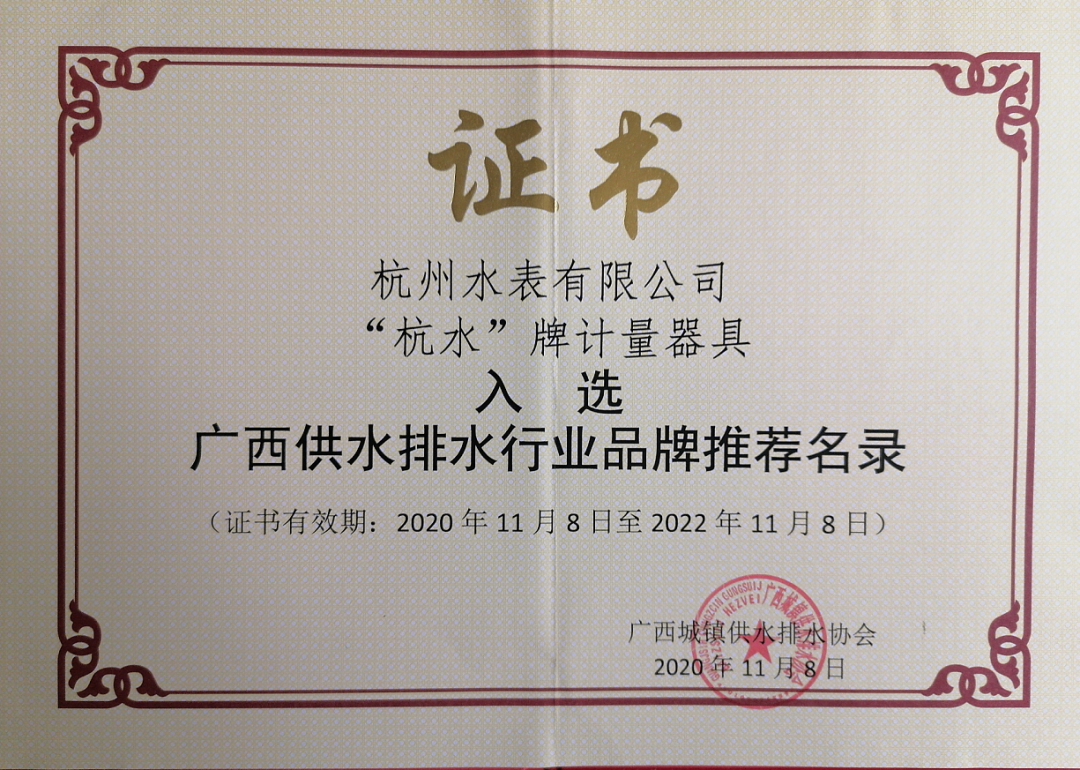 证书
杭州水表有限公司
“杭水”牌计量器具
入 选
广西供水排水行业品牌推荐名录
（证书有效期：2020年11月8日至2022年11月8日）
广西城镇供水排水协会
2020年11月8日